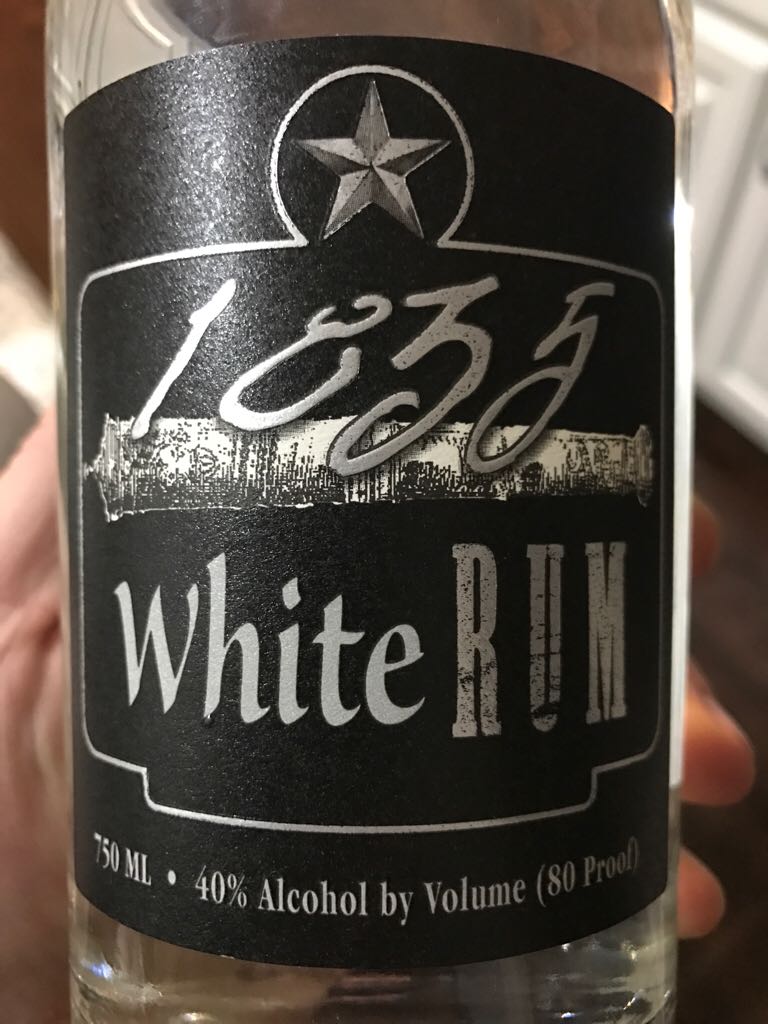 1835
White RUM
750 ML • 40% Alcohol by Volume (80 Proof)